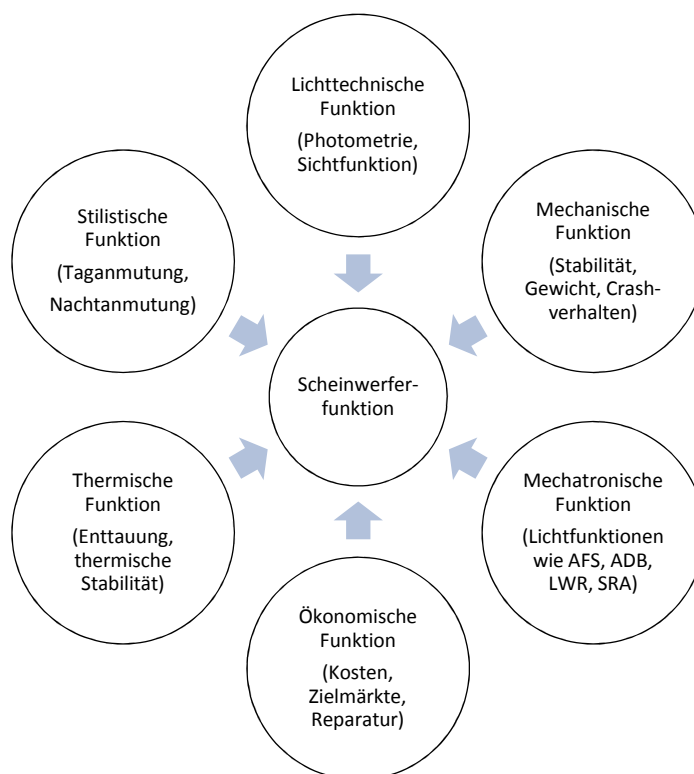 Lichttechnische
Funktion
(Photometrie,
Sichtfunktion)
Stilistische
Funktion
(Taganmutung,
Nachtanmutung)
Mechanische
Funktion
(Stabilität,
Gewicht, Crash-
verhalten)
Scheinwerfer-
funktion
Thermische
Funktion
(Enttauung,
thermische
Stabilität)
Mechatronische
Funktion
(Lichtfunktionen
wie AFS, ADB,
LWR, SRA)
Ökonomische
Funktion
(Kosten,
Zielmärkte,
Reparatur)